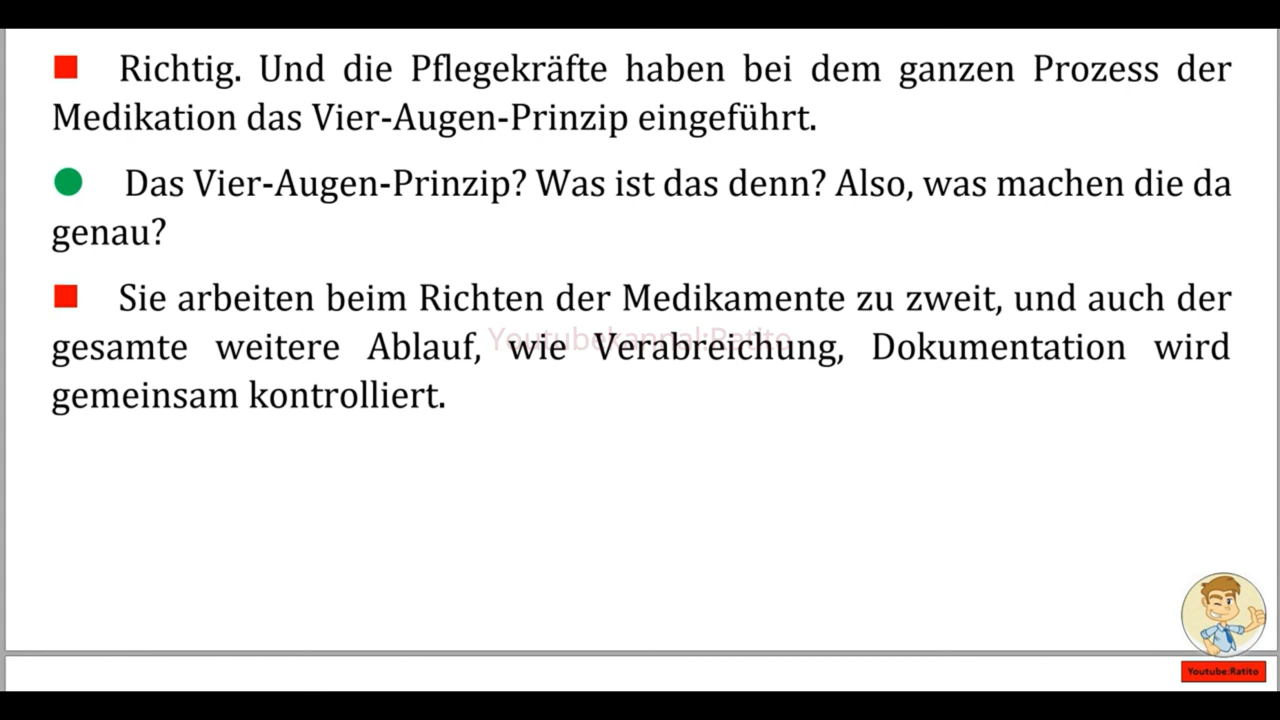 Richtig. Und die Pflegekräfte haben bei dem ganzen Prozess der
Medikation das Vier-Augen-Prinzip eingeführt.
Das Vier-Augen-Prinzip? Was ist das denn? Also, was machen die da
genau?
Sie arbeiten beim Richten der Medikamente zu zweit, und auch der
Youtubekannal:Ratito
gesamte weitere Ablauf, wie Verabreichung, Dokumentation wird
gemeinsam kontrolliert.
Youtube:Ratito